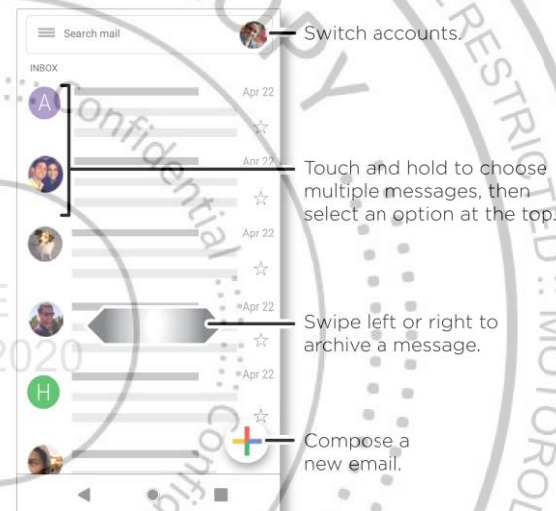 Search mail
Switch accounts.
INBOX
A
Apr 22
Apr 22
Touch and hold to choose
multiple messages, then
select an option at the top.
Apr 22
Apr 22
Swipe left or right to
archive a message.
Apr 22
H
Compose a
new email.
Confidential
RESTRICTED :: MOTOROL
2020